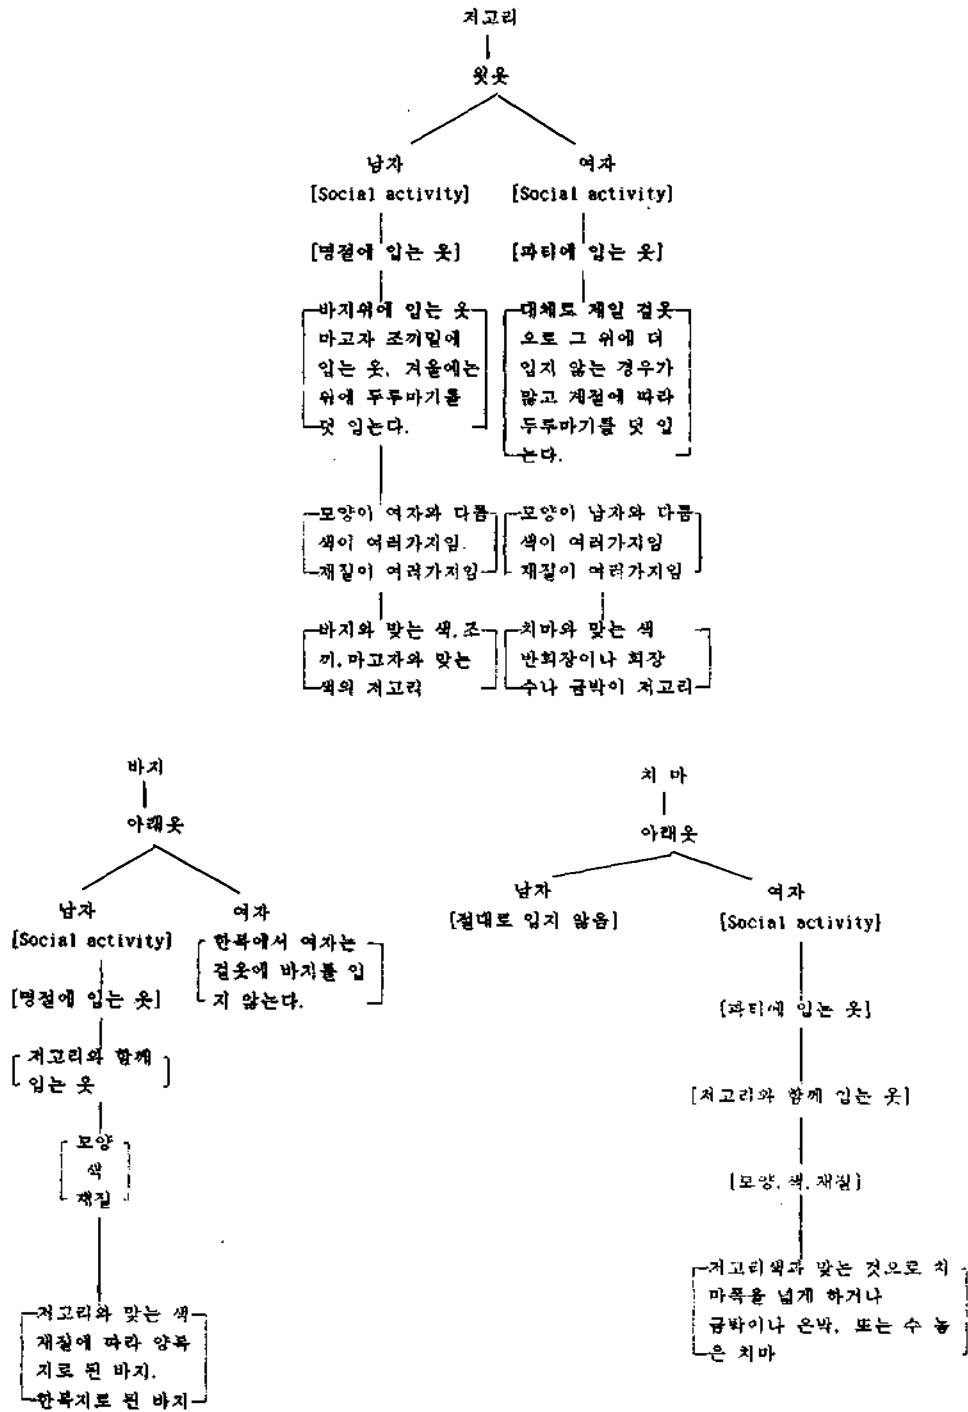 저고리
윗옷
남자
[Social activity]
[명절에 입는 옷]
바지위에 입는 옷
마고자 조끼밑에
입는 옷, 겨울에는
위에 두루마기를
덧 입는다.
모양이 여자와 다름
색이 여러가지임.
재질이 여러가지임
바지와 맞는 색.조
끼.마고자와 맞는
색의 저고리
여자
[Social activity]
[파티에 입는 옷]
대체로 제일 겉옷
으로 그 위에 더
입지 않는 경우가
많고 계절에 따라
두루마기를 덧 입
는다.
모양이 남자와 다름
색이 여러가지임
재질이 여러가지임
치마와 맞는 색
반회장이나 회장
수나 금박이 저고리
바지
아래옷
남자
[Social activity]
[명절에 입는 옷]
저고리와 함께
입는 옷
모양
색
재질
저고리와 맞는 색
재질에 따라 양복
지로 된 바지.
한복지로 된 바지
여자
한복에서 여자는
겉옷에 바지를 입
지 않는다.
치 마
아래옷
남자
[절대로 입지 않음]
여자
[Social activity]
[파티에 입는 옷]
[저고리와 함께 입는 옷]
[모양.색.재질]
저고리색과 맞는 것으로 치
마폭을 넓게 하거나
금박이나 은박, 또는 수 놓
은 치마